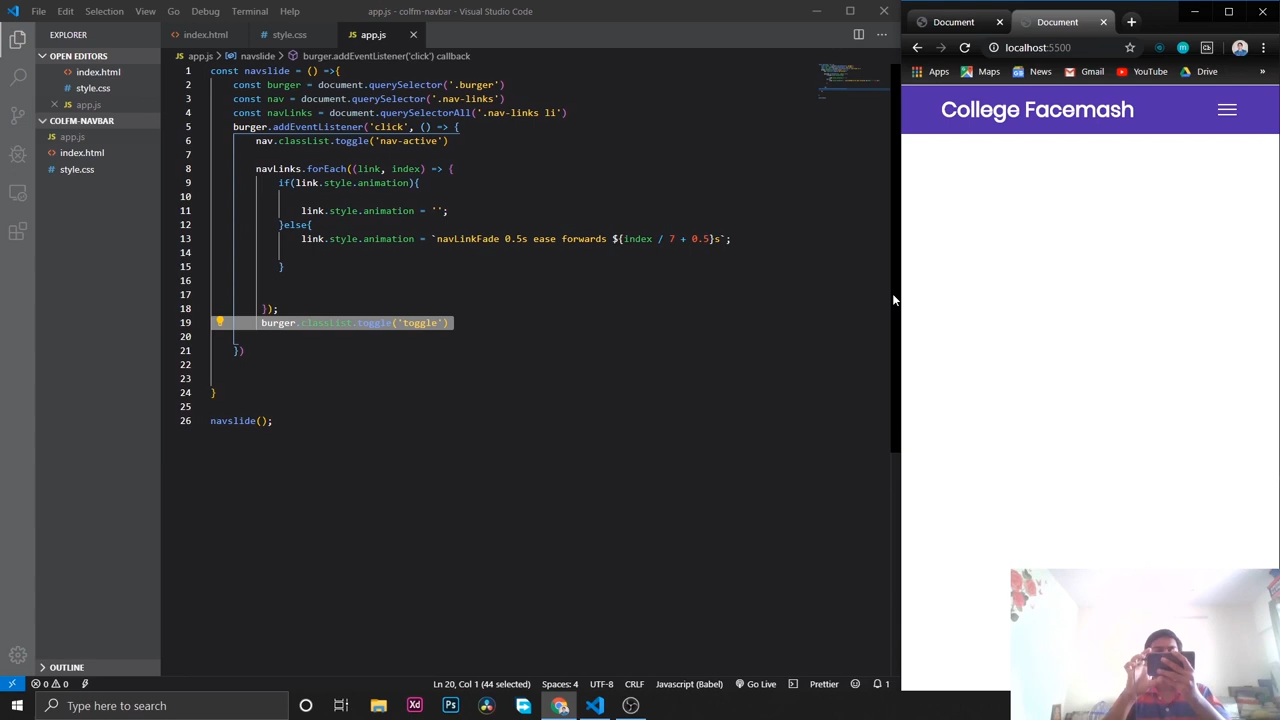 File Edit Selection View Go Debug Terminal Help
app.js - colfm-navbar - Visual Studio Code
Document
Document
EXPLORER
index.html
style.css
app.js
localhost:5500
OPEN EDITORS
app.js > navslide > burger.addEventListener('click') callback
index.html
style.css
app.js
Apps Maps News Gmail YouTube Drive
COLFM-NAVBAR
app.js
index.html
style.css
1 const navslide = () =>{
2 const burger = document.querySelector('.burger')
3 const nav = document.querySelector('.nav-links')
4 const navLinks = document.querySelectorAll('.nav-links li')
5 burger.addEventListener('click', () => {
6 nav.classList.toggle('nav-active')
7
8 navLinks.forEach((link, index) => {
9 if(link.style.animation){
10
11 link.style.animation = '';
12 }else{
13 link.style.animation = `navLinkFade 0.5s ease forwards ${index / 7 + 0.5}s`;
14
15 }
16
17
18 });
19 burger.classList.toggle('toggle')
20
21 })
22
23
24 }
25
26 navslide();
College Facemash
OUTLINE
0 0
Ln 20, Col 1 (44 selected) Spaces: 4 UTF-8 CRLF Javascript (Babel) Go Live Prettier 1
Type here to search
Xd
Ps